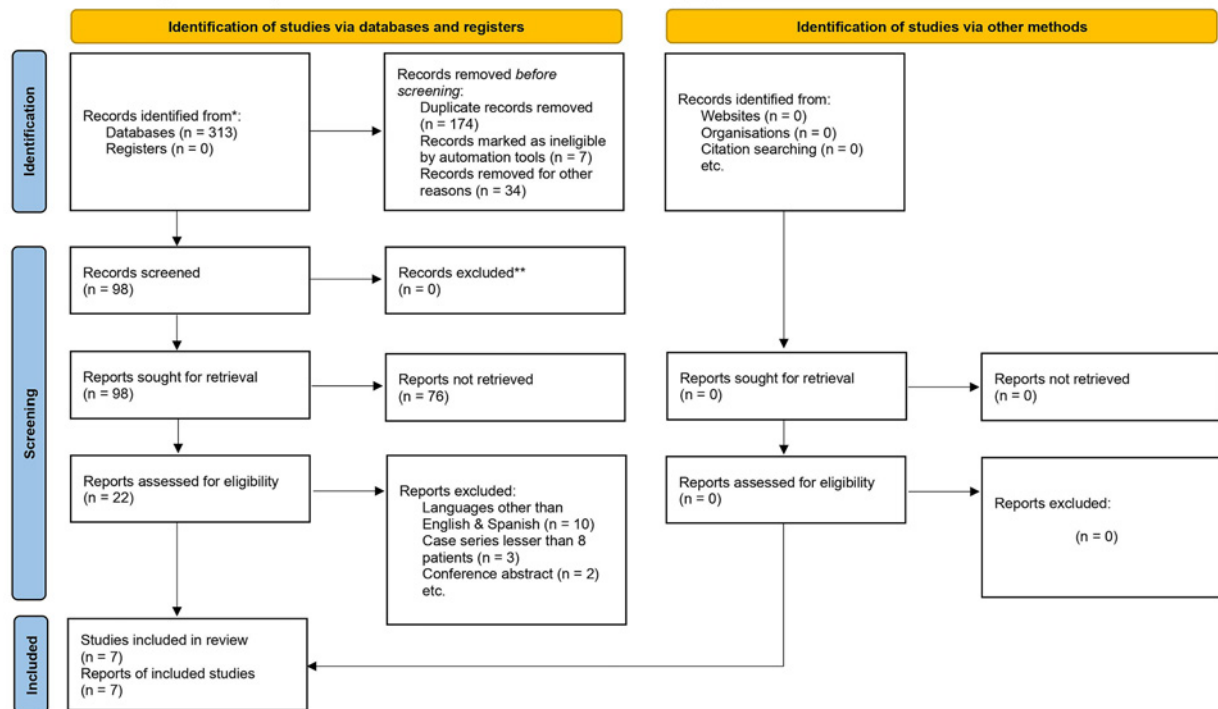 Identification of studies via databases and registers
Identification of studies via other methods
Identification
Records identified from*:
Databases (n = 313)
Registers (n = 0)
Records removed before
screening:
Duplicate records removed
(n = 174)
Records marked as ineligible
by automation tools (n = 7)
Records removed for other
reasons (n = 34)
Records identified from:
Websites (n = 0)
Organisations (n = 0)
Citation searching (n = 0)
etc.
Screening
Records screened
(n = 98)
Records excluded**
(n = 0)
Reports sought for retrieval
(n = 98)
Reports not retrieved
(n = 76)
Reports sought for retrieval
(n = 0)
Reports not retrieved
(n = 0)
Reports assessed for eligibility
(n = 22)
Reports excluded:
Languages other than
English & Spanish (n = 10)
Case series lesser than 8
patients (n = 3)
Conference abstract (n = 2)
etc.
Reports assessed for eligibility
(n = 0)
Reports excluded:
(n = 0)
Included
Studies included in review
(n = 7)
Reports of included studies
(n = 7)